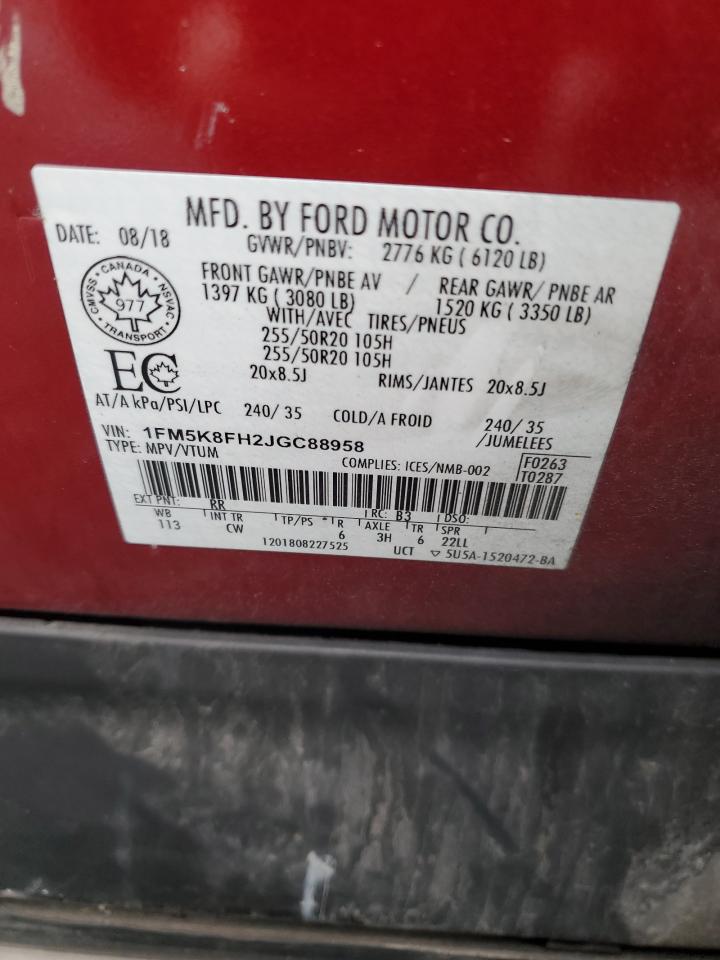 MFD. BY FORD MOTOR CO.
DATE: 08/18 GVWR/PNBV: 2776 KG ( 6120 LB)
FRONT GAWR/PNBE AV / REAR GAWR/ PNBE AR
1397 KG ( 3080 LB) 1520 KG ( 3350 LB)
CANADA
CMVSS • NSVAC
977
TRANSPORT
WITH/AVEC TIRES/PNEUS
255/50R20 105H
255/50R20 105H
EC
20x8.5J RIMS/JANTES 20x8.5J
AT/A kPa/PSI/LPC 240/ 35 COLD/A FROID 240/ 35
VIN: 1FM5K8FH2JGC88958 /JUMELEES
TYPE: MPV/VTUM COMPLIES: ICES/NMB-002 F0263
T0287
EXT PNT: RR RC: B3 DSO:
WB INT TR TP/PS * R AXLE TR SPR
113 CW 6 3H 6 22LL
1201808227525 UCT ▽ 5U5A-1520472-BA